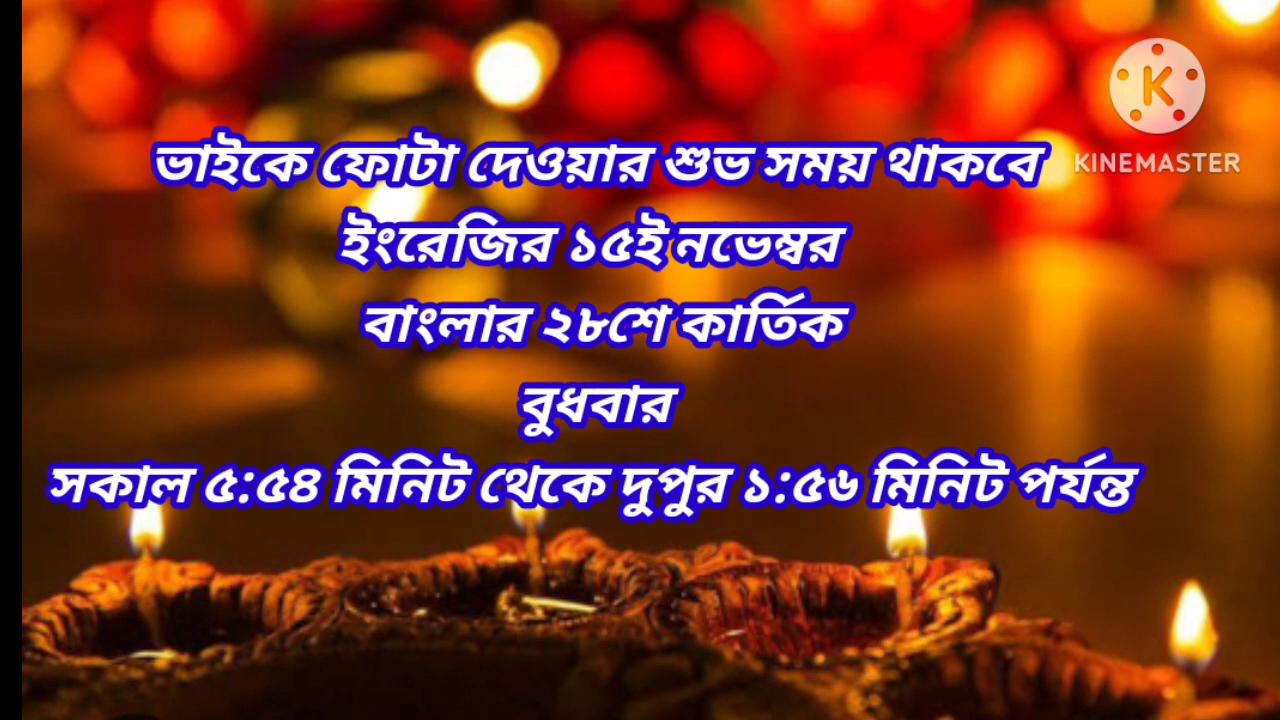 ভাইকে ফোটা দেওয়ার শুভ সময় থাকবে
ইংরেজির ১৫ই নভেম্বর
বাংলার ২৮শে কার্তিক
বুধবার
সকাল ৫:৫৪ মিনিট থেকে দুপুর ১:৫৬ মিনিট পর্যন্ত
K
KINEMASTER